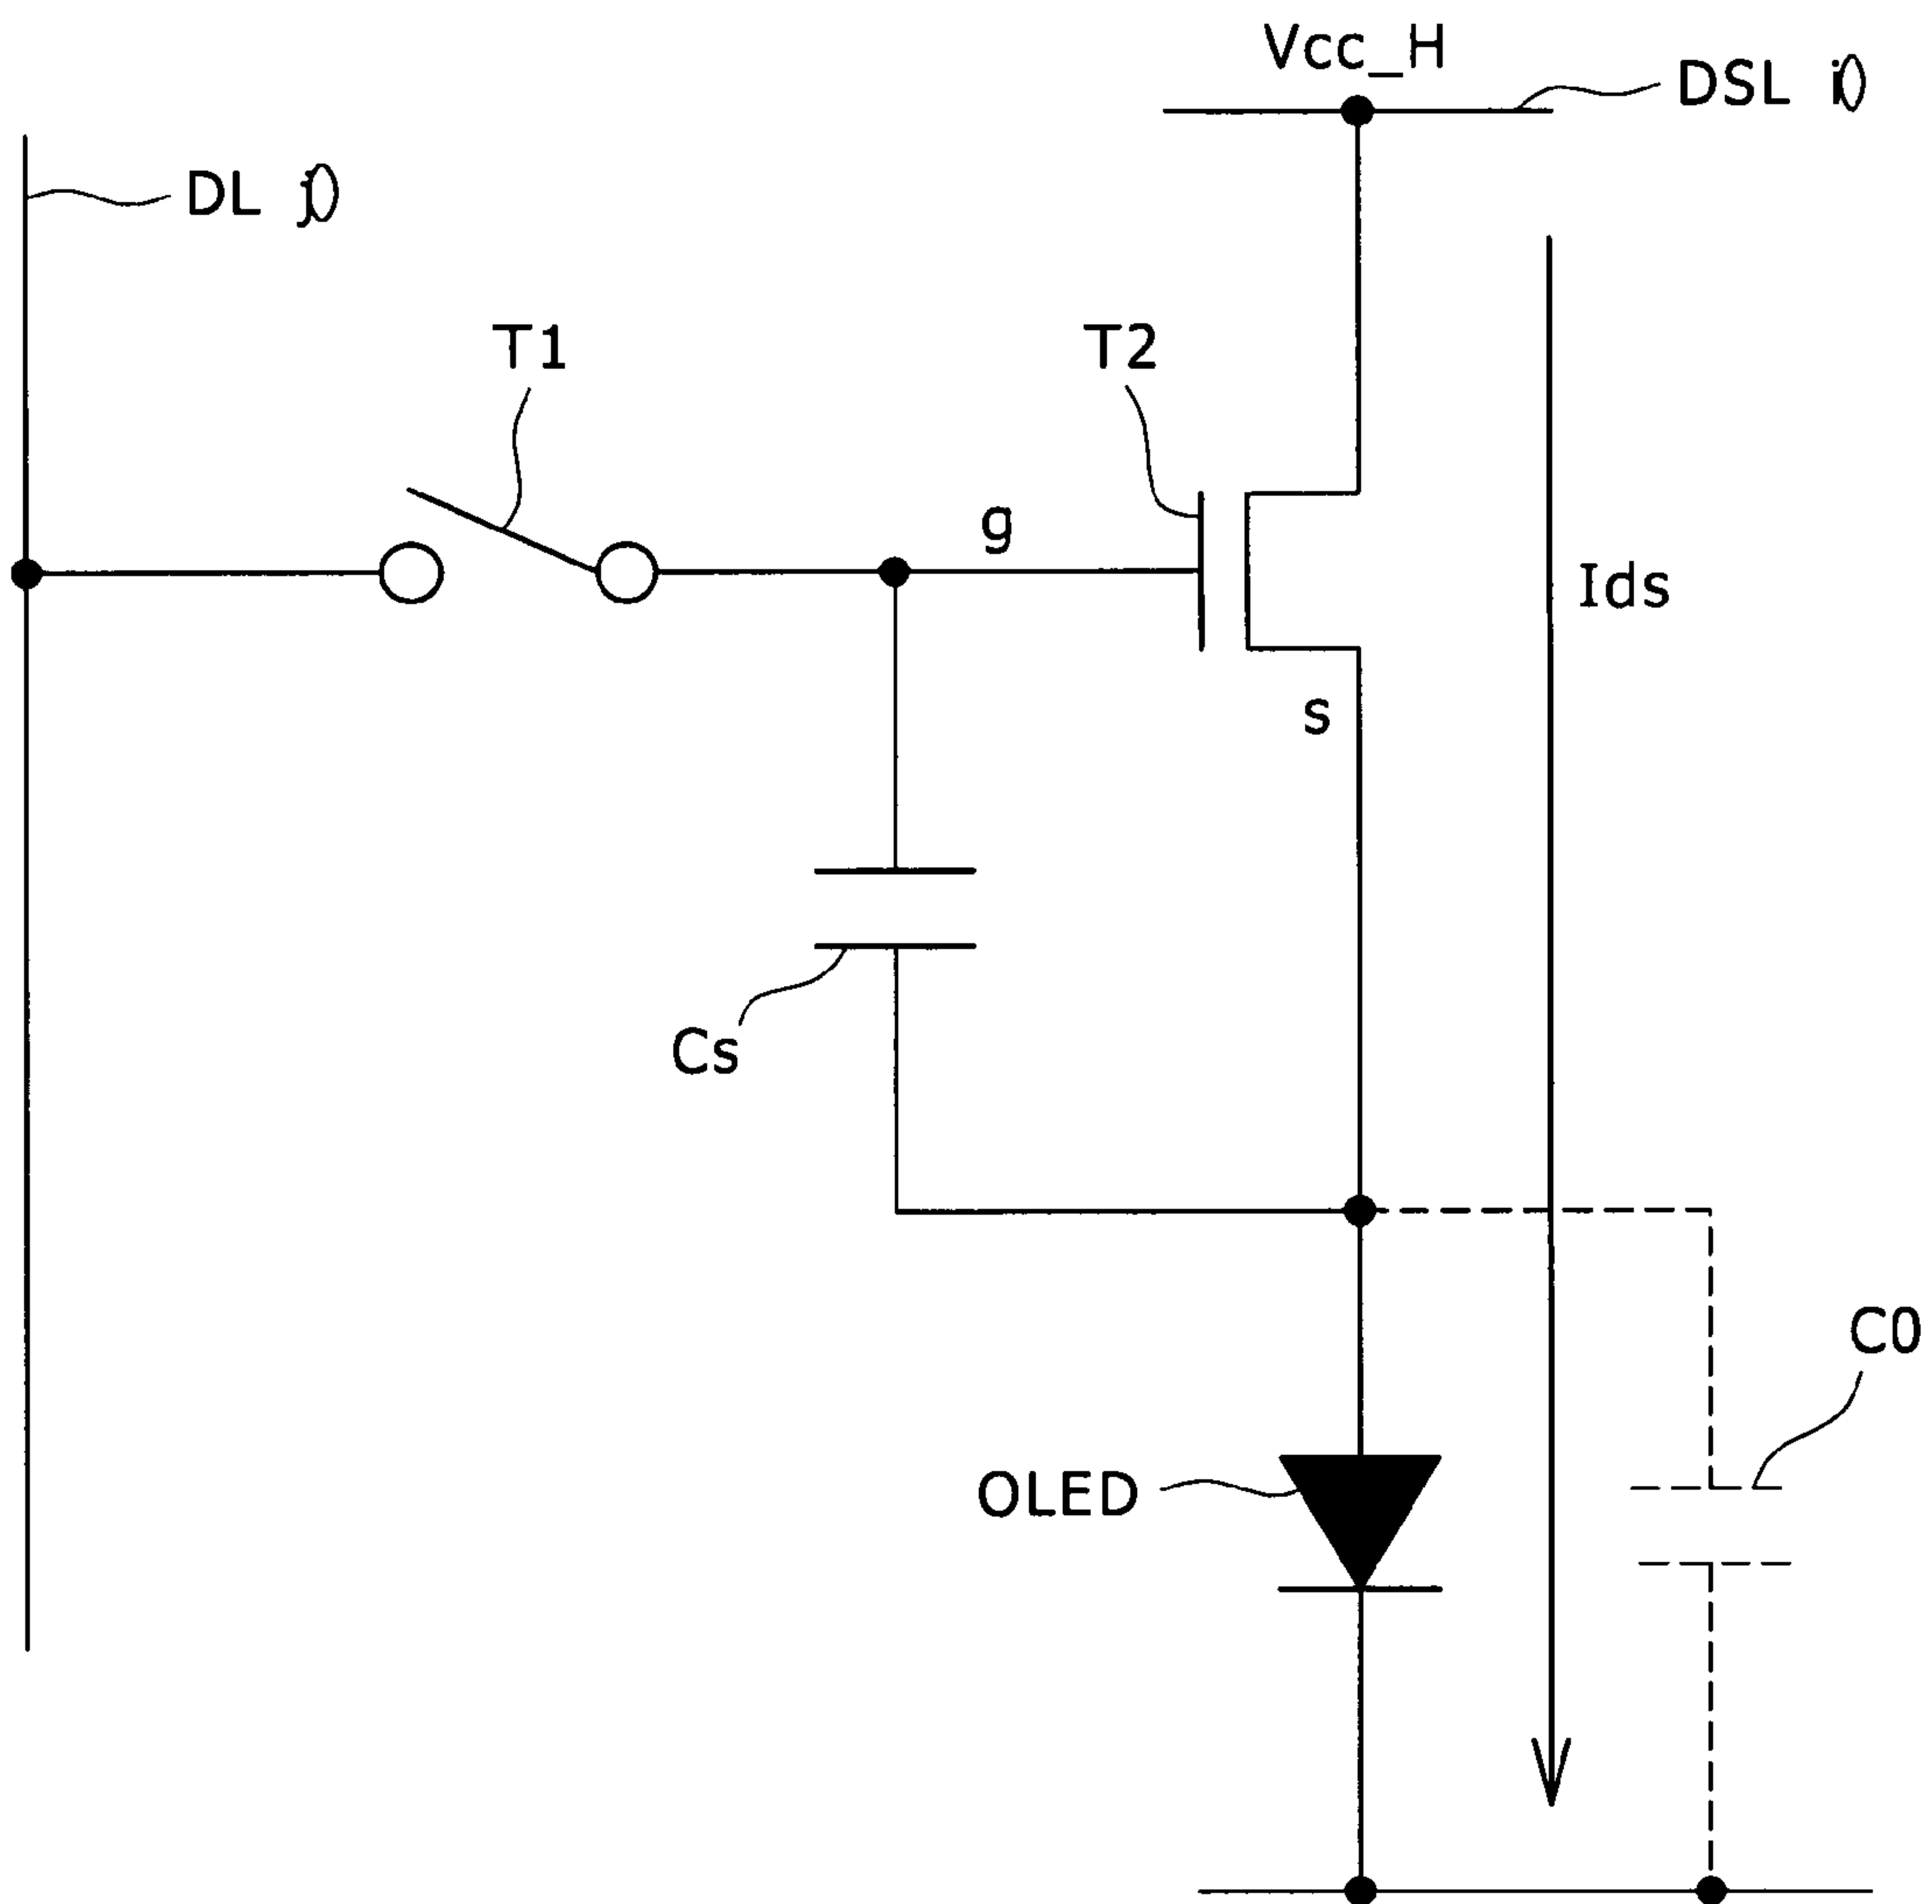 Vcc_H
DSL i()
DL j()
T1
T2
g
Ids
s
Cs
C0
OLED